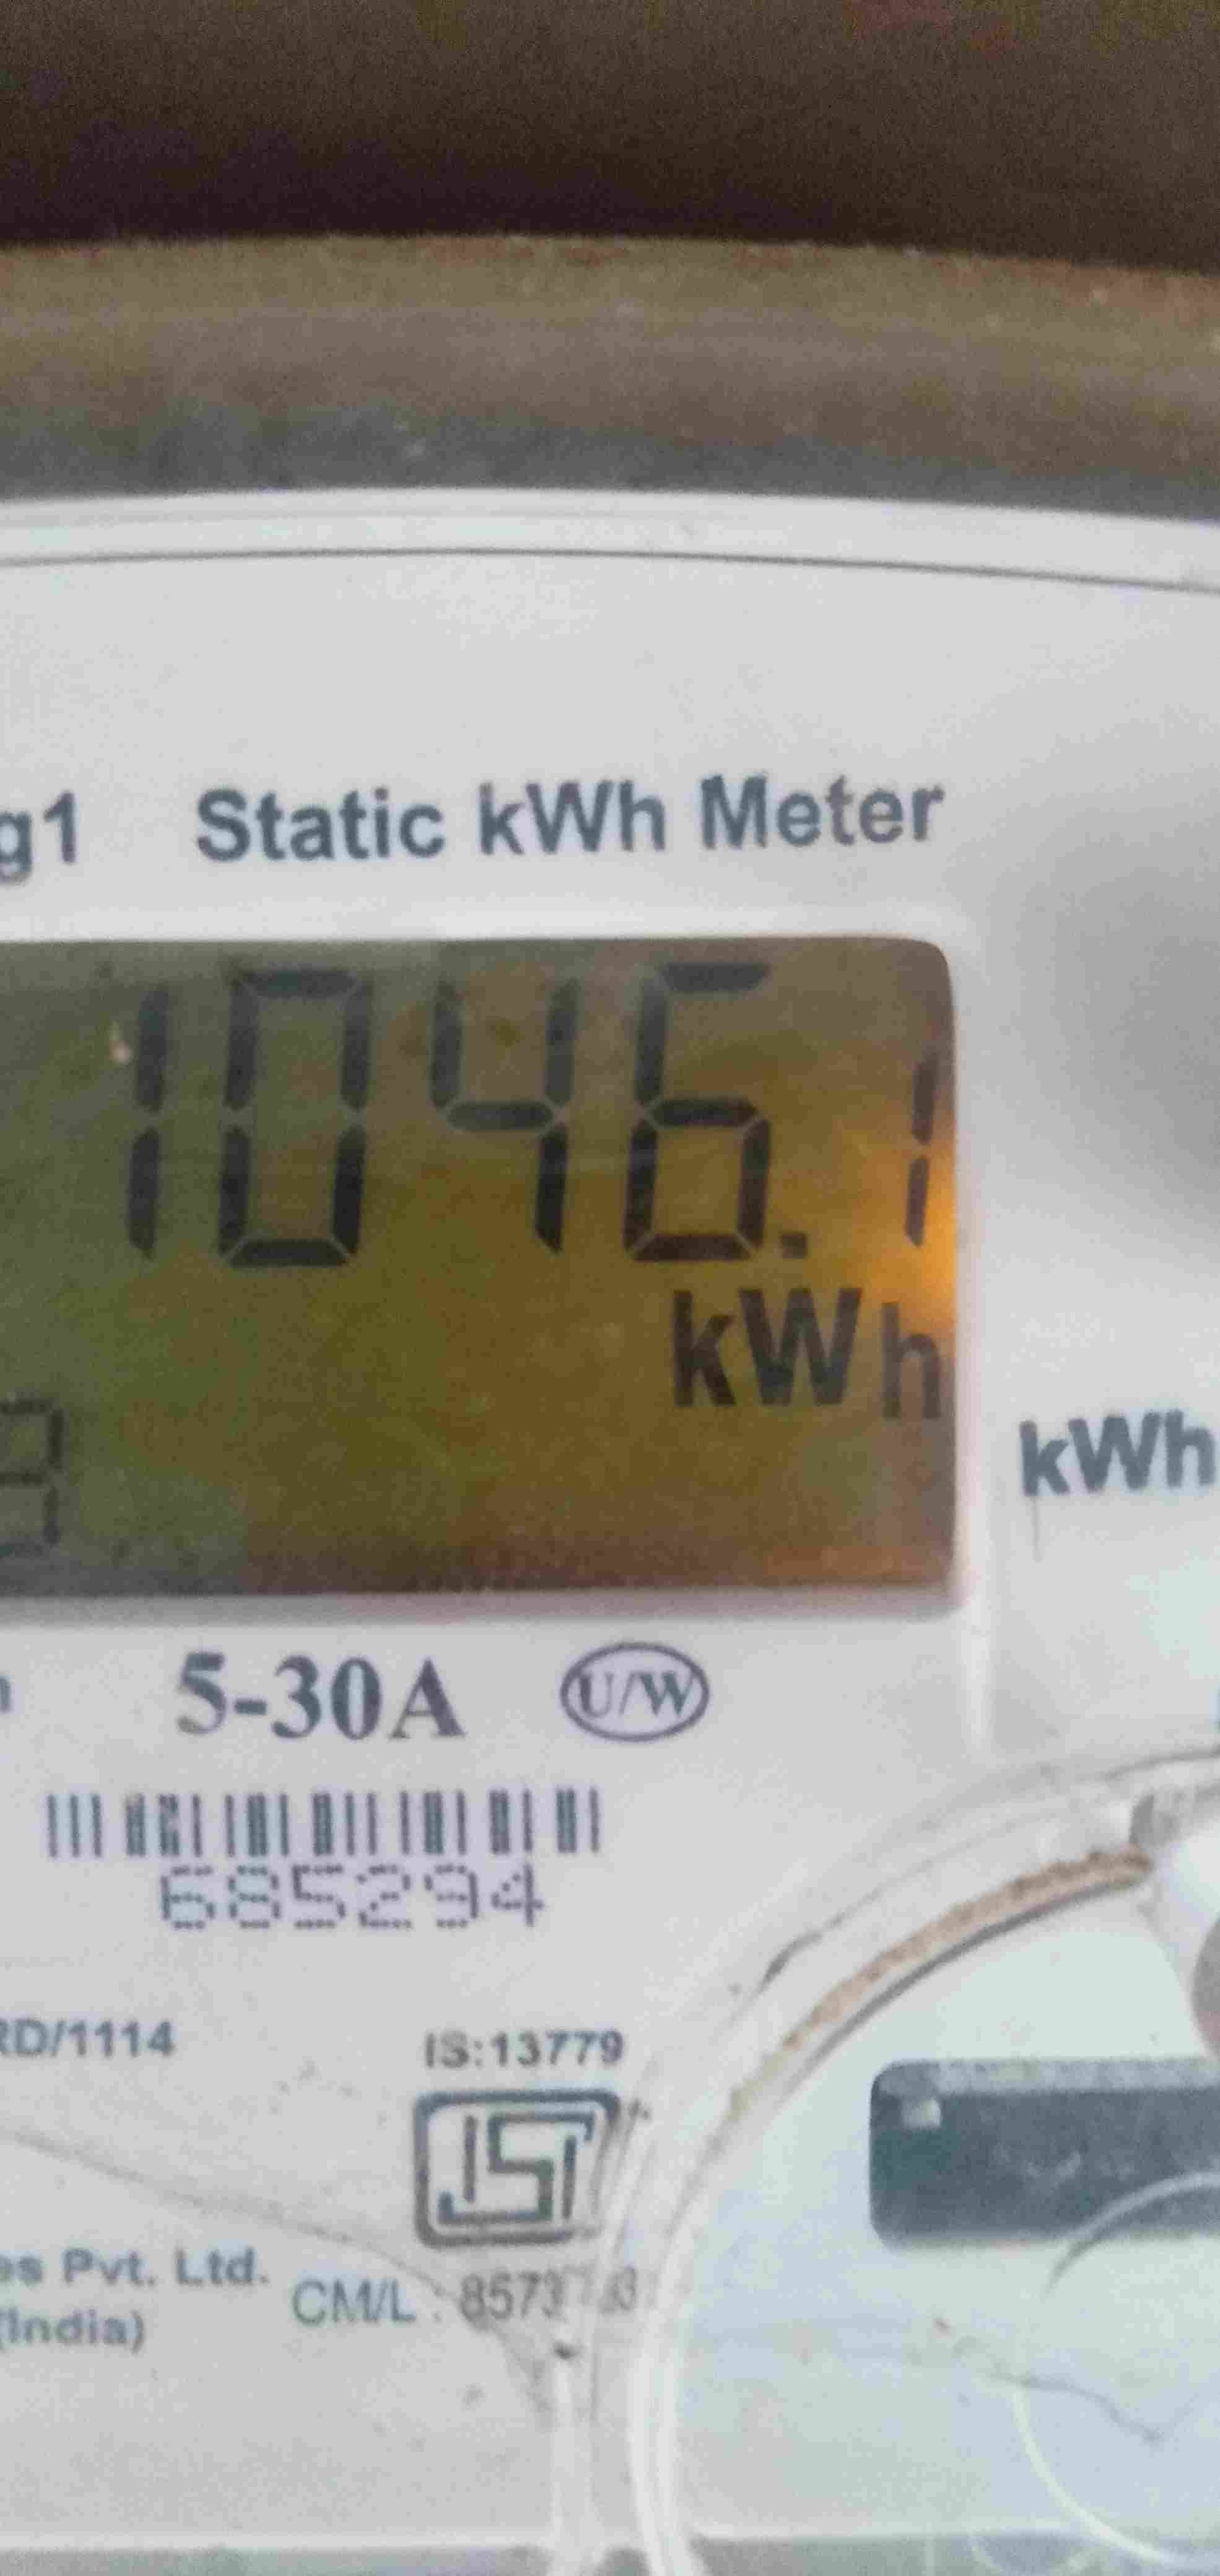 g1 Static kWh Meter
1046.1
kWh
kWh
5-30A U/W
685294
RD/1114 IS:13779
ISI
es Pvt. Ltd.
(India) CM/L :